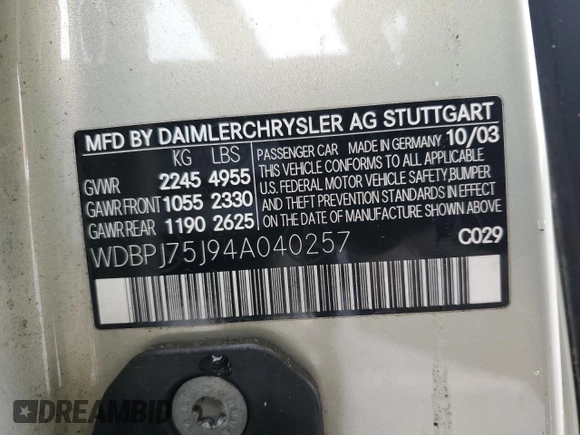 MFD BY DAIMLERCHRYSLER AG STUTTGART
KG LBS
GVWR 2245 4955
GAWR FRONT 1055 2330
GAWR REAR 1190 2625
PASSENGER CAR MADE IN GERMANY 10/03
THIS VEHICLE CONFORMS TO ALL APPLICABLE
U.S. FEDERAL MOTOR VEHICLE SAFETY,BUMPER
AND THEFT PREVENTION STANDARDS IN EFFECT
ON THE DATE OF MANUFACTURE SHOWN ABOVE
WDBPJ75J94A040257
C029
DREAMBID